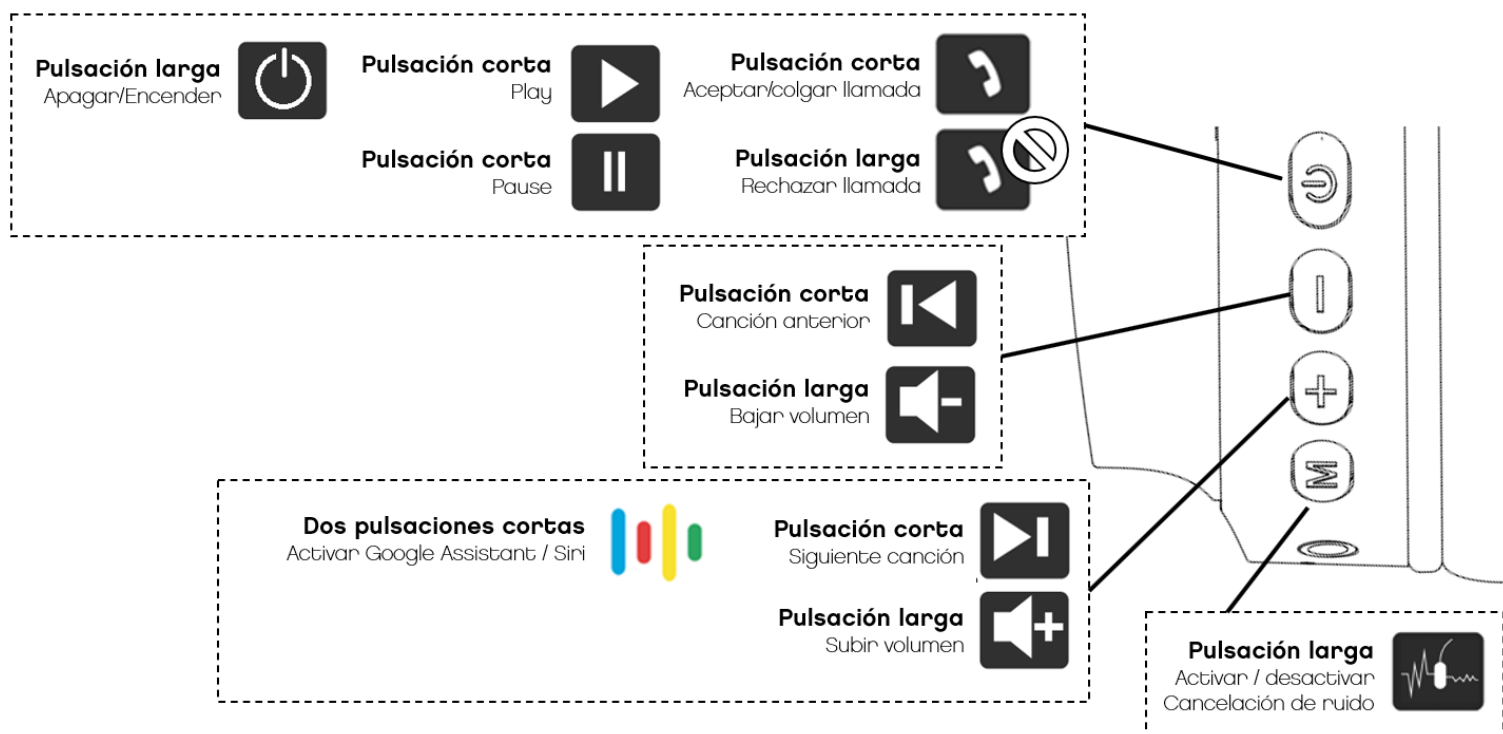 Pulsación larga
Apagar/Encender
Pulsación corta
Play
Pulsación corta
Pause
Pulsación corta
Aceptar/colgar llamada
Pulsación larga
Rechazar llamada
Pulsación corta
Canción anterior
Pulsación larga
Bajar volumen
Dos pulsaciones cortas
Activar Google Assistant / Siri
Pulsación corta
Siguiente canción
Pulsación larga
Subir volumen
M
Pulsación larga
Activar / desactivar
Cancelación de ruido